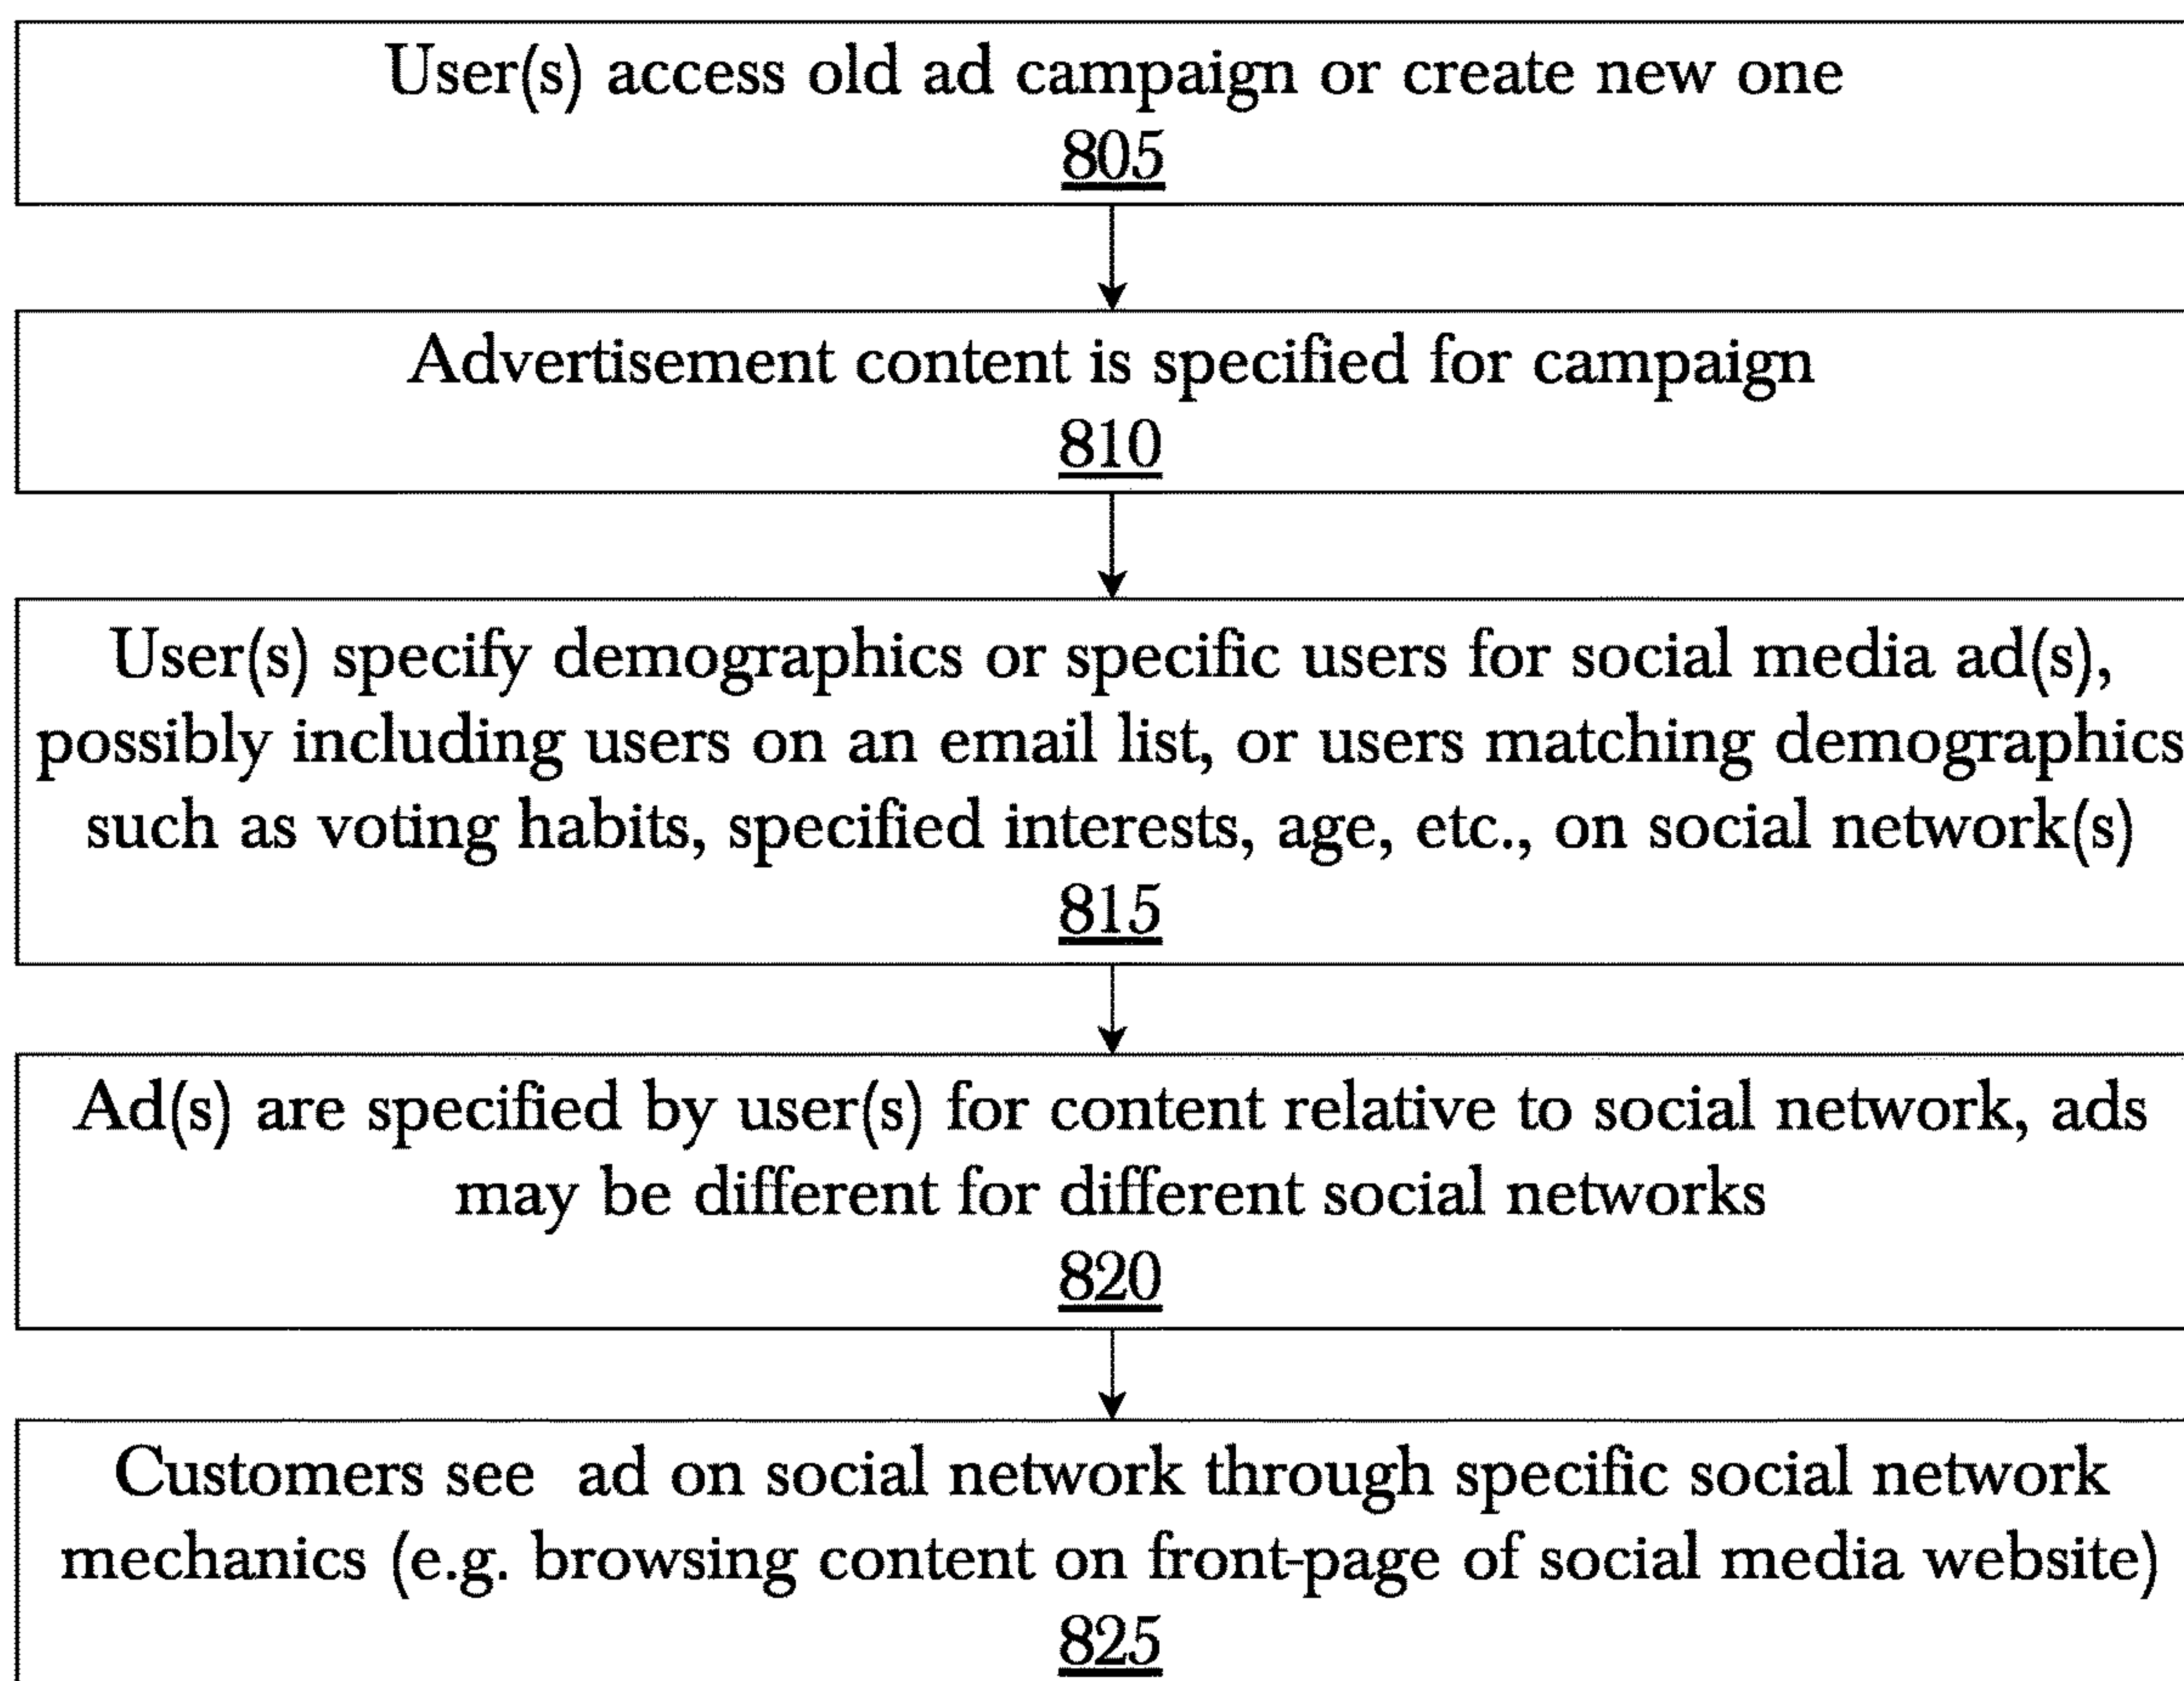 User(s) access old ad campaign or create new one
805
Advertisement content is specified for campaign
810
User(s) specify demographics or specific users for social media ad(s),
possibly including users on an email list, or users matching demographics
such as voting habits, specified interests, age, etc., on social network(s)
815
Ad(s) are specified by user(s) for content relative to social network, ads
may be different for different social networks
820
Customers see  ad on social network through specific social network
mechanics (e.g. browsing content on front-page of social media website)
825